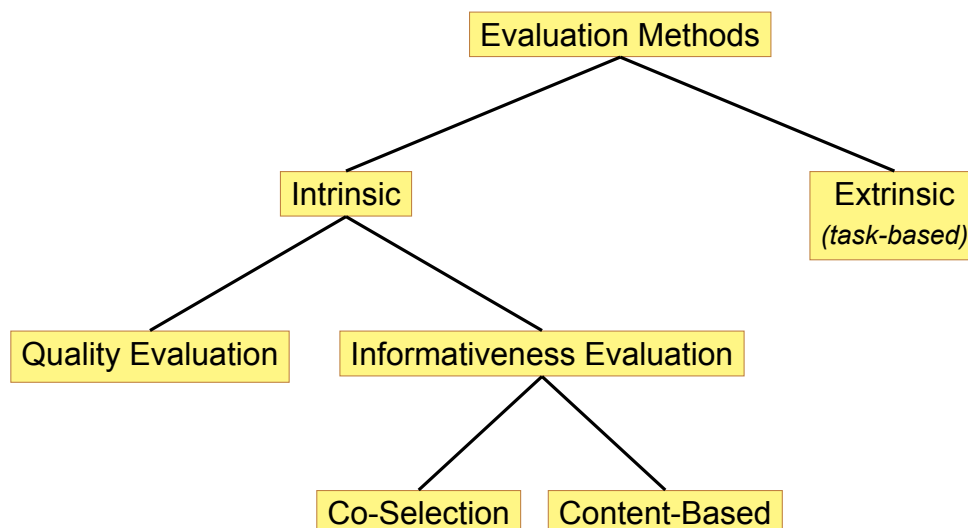 Evaluation Methods
Intrinsic
Extrinsic
(task-based)
Quality Evaluation
Informativeness Evaluation
Co-Selection
Content-Based